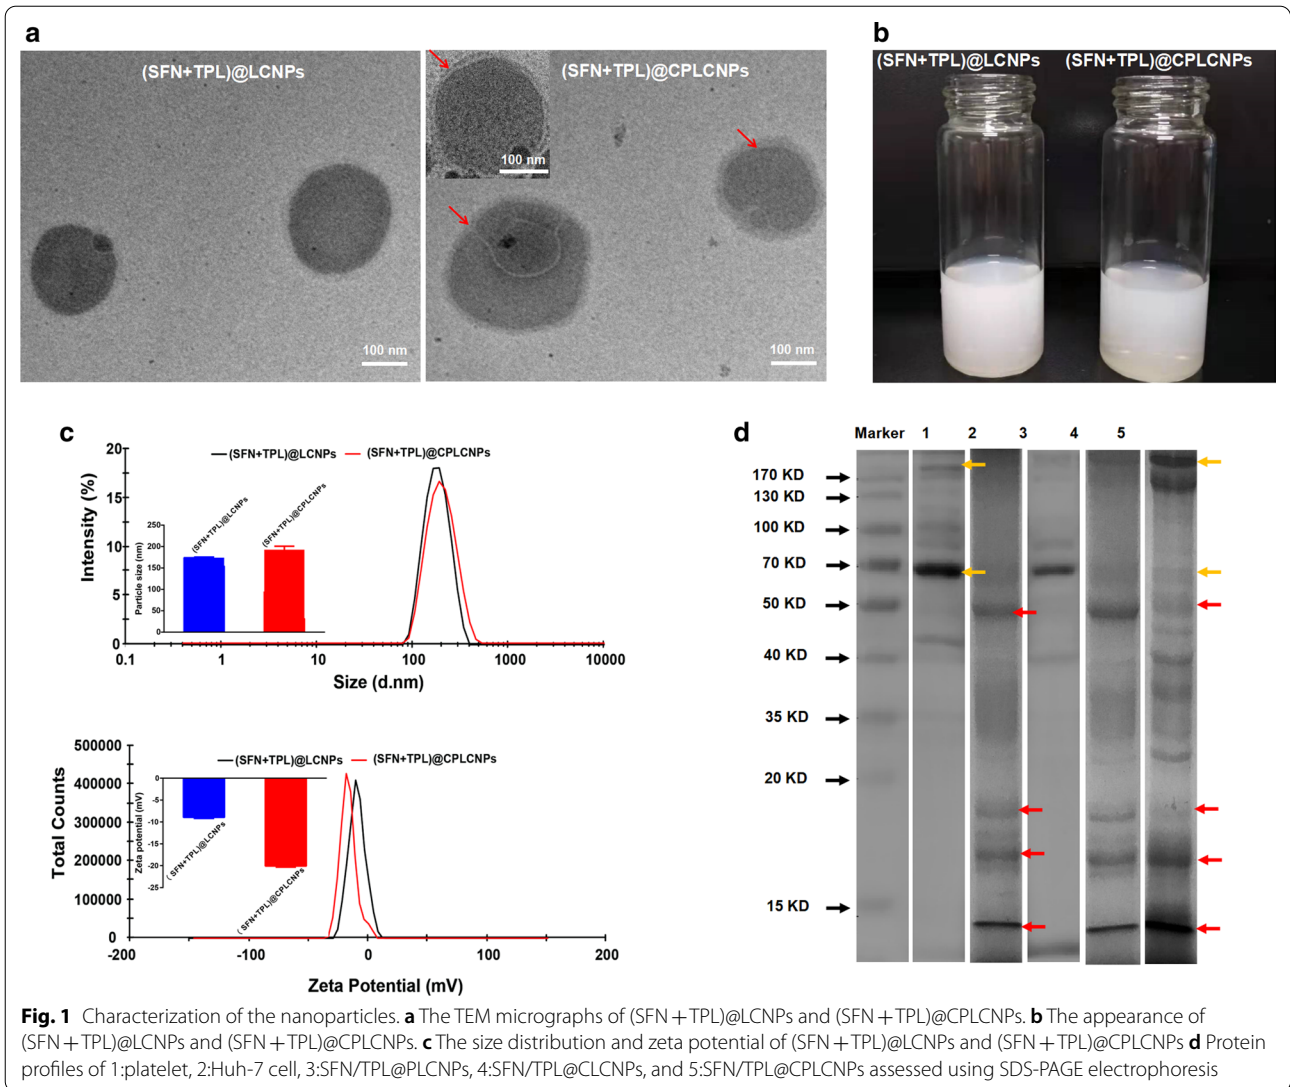 a
(SFN+TPL)@LCNPs
(SFN+TPL)@CPLCNPs
100 nm
100 nm
100 nm
b
(SFN+TPL)@LCNPs
(SFN+TPL)@CPLCNPs
c
(SFN+TPL)@LCNPs
(SFN+TPL)@CPLCNPs
Intensity (%)
20
15
10
5
0
0.1
1
10
100
1000
10000
Size (d.nm)
Particle size (nm)
250
200
150
100
50
0
(SFN+TPL)@LCNPs
(SFN+TPL)@CPLCNPs
(SFN+TPL)@LCNPs
(SFN+TPL)@CPLCNPs
Total Counts
500000
400000
300000
200000
100000
0
-200
-100
0
100
200
Zeta Potential (mV)
Zeta potential (mV)
0
-5
-10
-15
-20
-25
( SFN+TPL)@LCNPs
( SFN+TPL)@CPLCNPs
d
Marker 1 2 3 4 5
170 KD
130 KD
100 KD
70 KD
50 KD
40 KD
35 KD
20 KD
15 KD
Fig. 1 Characterization of the nanoparticles. a The TEM micrographs of (SFN + TPL)@LCNPs and (SFN + TPL)@CPLCNPs. b The appearance of
(SFN + TPL)@LCNPs and (SFN + TPL)@CPLCNPs. c The size distribution and zeta potential of (SFN + TPL)@LCNPs and (SFN + TPL)@CPLCNPs d Protein
profiles of 1:platelet, 2:Huh-7 cell, 3:SFN/TPL@PLCNPs, 4:SFN/TPL@CLCNPs, and 5:SFN/TPL@CPLCNPs assessed using SDS-PAGE electrophoresis